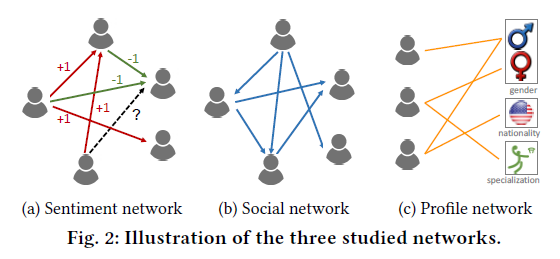 +1
-1
-1
+1
+1
?
gender
nationality
specialization
(a) Sentiment network
(b) Social network
(c) Profile network
Fig. 2: Illustration of the three studied networks.